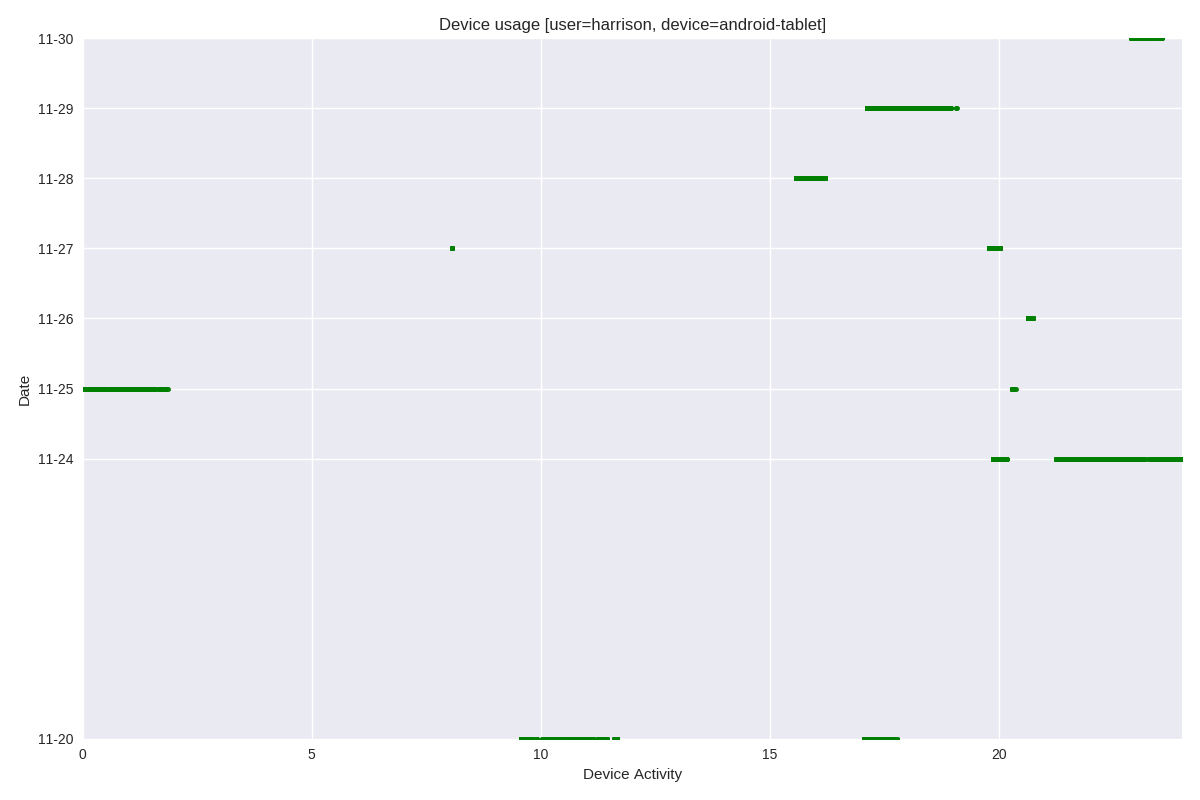 Device usage [user=harrison, device=android-tablet]
11-30
11-29
11-28
11-27
11-26
11-25
11-24
11-20
Date
0 5 10 15 20
Device Activity